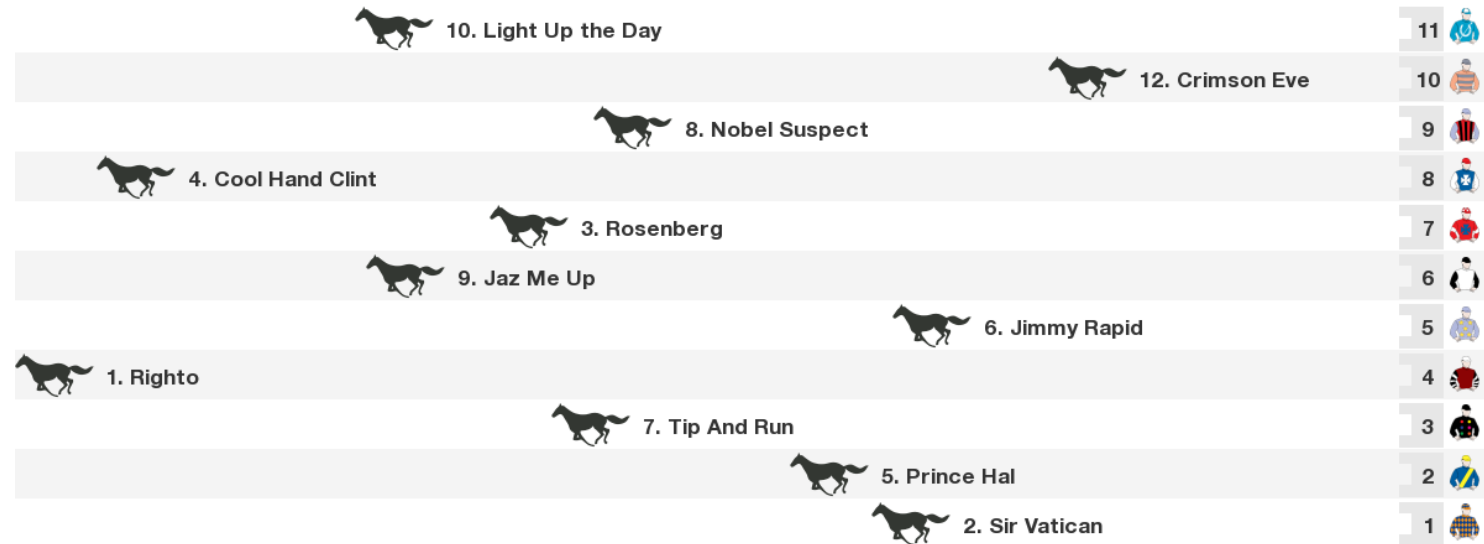 10. Light Up the Day 11
12. Crimson Eve 10
8. Nobel Suspect 9
4. Cool Hand Clint 8
3. Rosenberg 7
9. Jaz Me Up 6
6. Jimmy Rapid 5
1. Righto 4
7. Tip And Run 3
5. Prince Hal 2
2. Sir Vatican 1